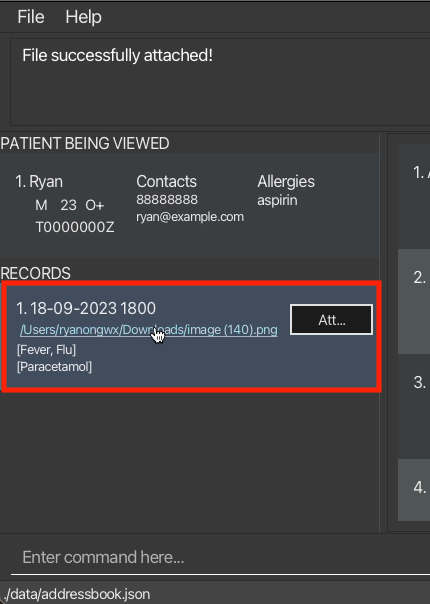 File Help
File successfully attached!
PATIENT BEING VIEWED
1. Ryan Contacts Allergies
M 23 O+ 88888888 aspirin
T0000000Z ryan@example.com
RECORDS
1. 18-09-2023 1800
/Users/ryanongwx/Downloads/image (140).png
Att...
[Fever, Flu]
[Paracetamol]
1.
2.
3.
4.
Enter command here...
./data/addressbook.json